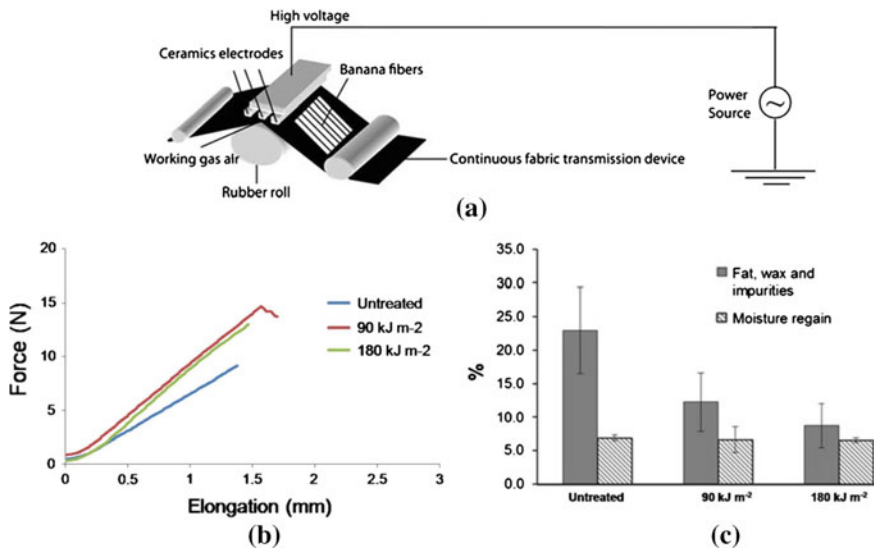 High voltage
Ceramics electrodes
Banana fibers
Power
Source
Working gas air
Continuous fabric transmission device
Rubber roll
(a)
20
15
10
5
0
0
0.5
1
1.5
2
2.5
3
Force (N)
Elongation (mm)
Untreated
90 kJ m-2
180 kJ m-2
(b)
35.0
30.0
25.0
20.0
15.0
10.0
5.0
0.0
%
Fat, wax and
impurities
Moisture regain
Untreated
90 kJ m⁻²
180 kJ m⁻²
(c)